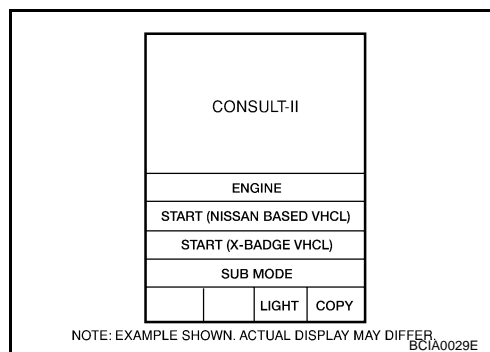 CONSULT-II
ENGINE
START (NISSAN BASED VHCL)
START (X-BADGE VHCL)
SUB MODE
LIGHT COPY
NOTE: EXAMPLE SHOWN. ACTUAL DISPLAY MAY DIFFER.
BCIA0029E